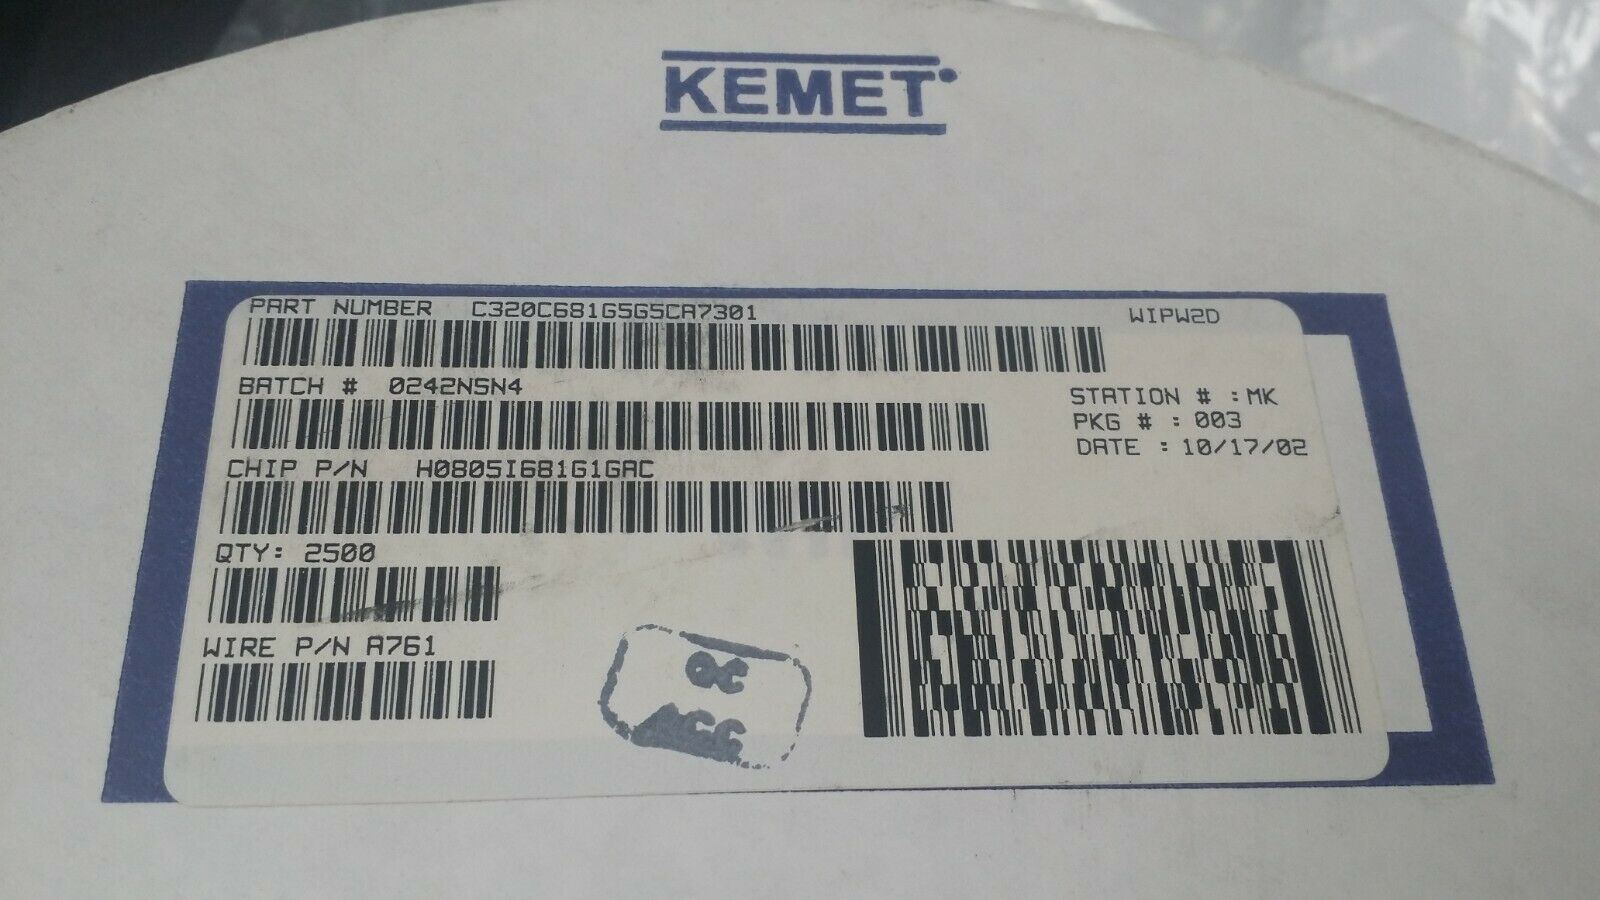 KEMET
PART NUMBER C320C681G5G5CA7301
WIPW2D
BATCH # 0242NSN4
STATION # :MK
PKG # : 003
DATE : 10/17/02
CHIP P/N H0805I681G1GAC
QTY: 2500
WIRE P/N A761